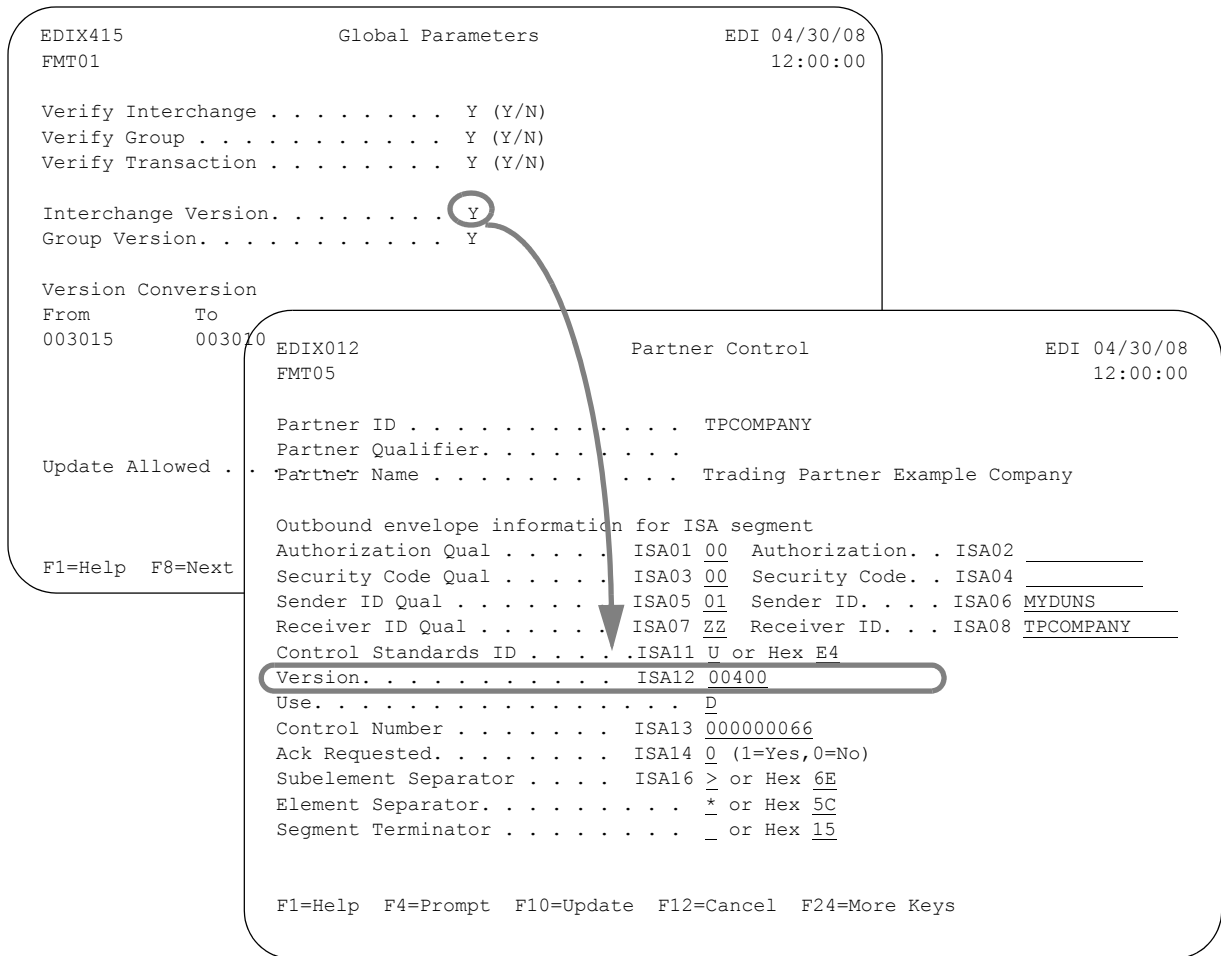 EDIX415 Global Parameters EDI 04/30/08
FMT01 12:00:00
Verify Interchange . . . . . . . . Y (Y/N)
Verify Group . . . . . . . . . . . Y (Y/N)
Verify Transaction . . . . . . . . Y (Y/N)
Interchange Version. . . . . . . . Y
Group Version. . . . . . . . . . . Y
Version Conversion
From To
003015 003010
Update Allowed . . . . . .
F1=Help F8=Next
EDIX012 Partner Control EDI 04/30/08
FMT05 12:00:00
Partner ID . . . . . . . . . . . . TPCOMPANY
Partner Qualifier. . . . . . . . .
Partner Name . . . . . . . . . . . Trading Partner Example Company
Outbound envelope information for ISA segment
Authorization Qual . . . . . ISA01 00 Authorization. . ISA02
Security Code Qual . . . . . ISA03 00 Security Code. . ISA04
Sender ID Qual . . . . . . . ISA05 01 Sender ID. . . . ISA06 MYDUNS
Receiver ID Qual . . . . . . ISA07 ZZ Receiver ID. . . ISA08 TPCOMPANY
Control Standards ID . . . . .ISA11 U or Hex E4
Version. . . . . . . . . . . ISA12 00400
Use. . . . . . . . . . . . . . . . D
Control Number . . . . . . . ISA13 000000066
Ack Requested. . . . . . . . ISA14 0 (1=Yes,0=No)
Subelement Separator . . . . ISA16 > or Hex 6E
Element Separator. . . . . . . . . * or Hex 5C
Segment Terminator . . . . . . . . _ or Hex 15
F1=Help F4=Prompt F10=Update F12=Cancel F24=More Keys